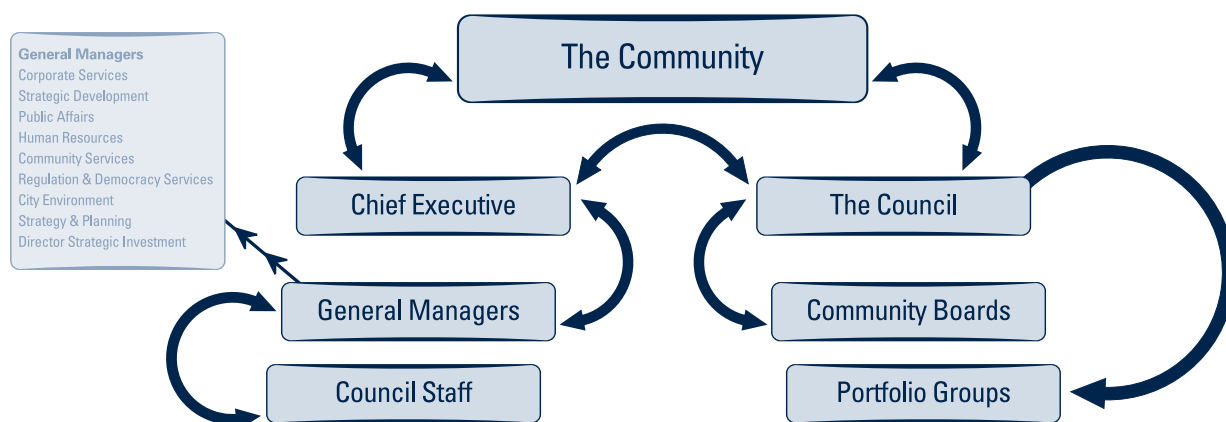 The Community
General Managers
Corporate Services
Strategic Development
Public Affairs
Human Resources
Community Services
Regulation & Democracy Services
City Environment
Strategy & Planning
Director Strategic Investment
Chief Executive
The Council
General Managers
Community Boards
Council Staff
Portfolio Groups